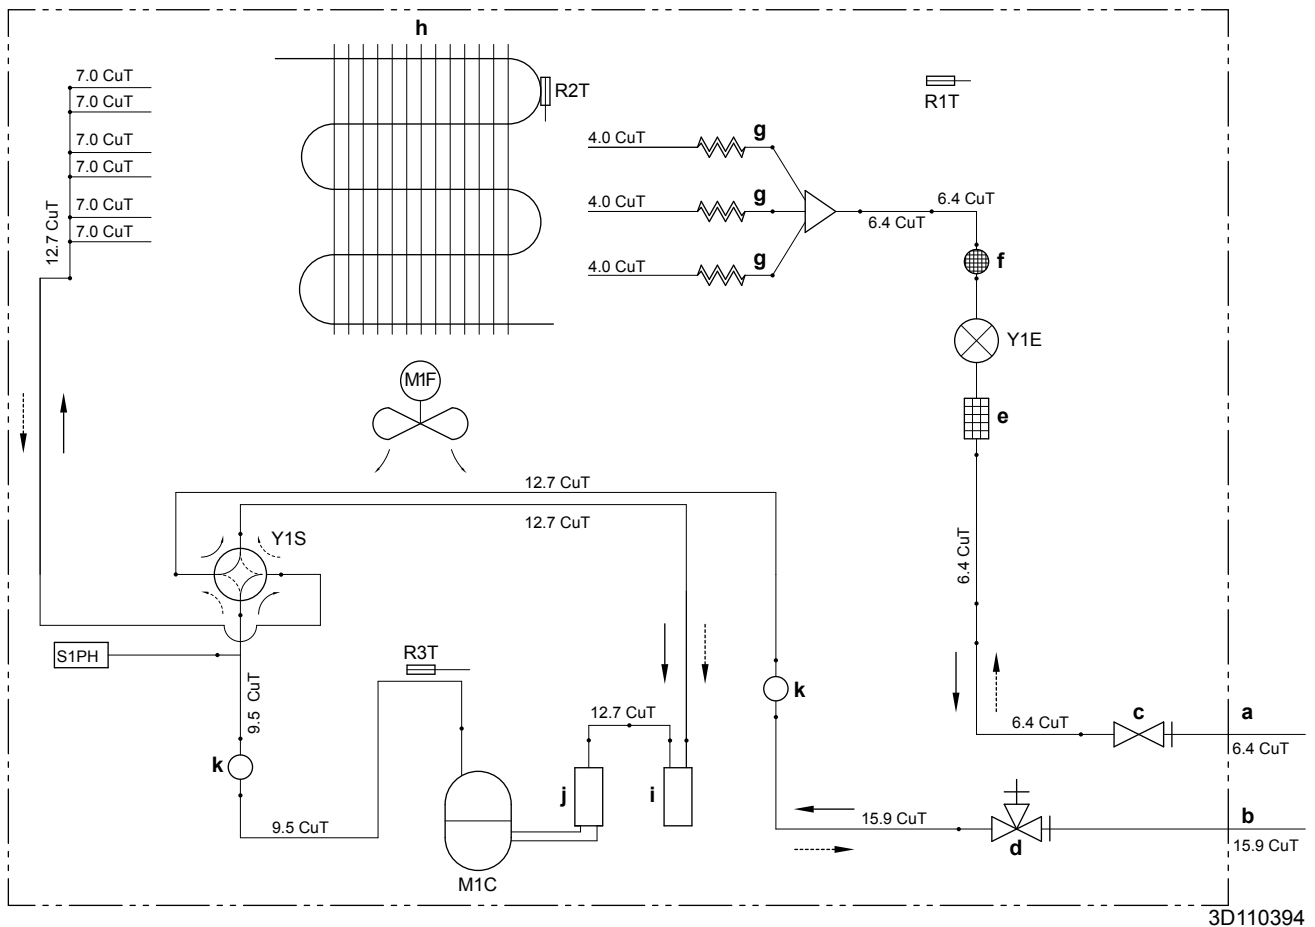 h
7.0 CuT
7.0 CuT
R2T
R1T
7.0 CuT
4.0 CuT
g
7.0 CuT
7.0 CuT
4.0 CuT
g
6.4 CuT
7.0 CuT
6.4 CuT
12.7 CuT
4.0 CuT
g
f
Y1E
M1F
e
12.7 CuT
12.7 CuT
Y1S
6.4 CuT
S1PH
R3T
9.5 CuT
k
12.7 CuT
6.4 CuT
c
a
6.4 CuT
k
j
i
9.5 CuT
15.9 CuT
d
b
15.9 CuT
M1C
3D110394